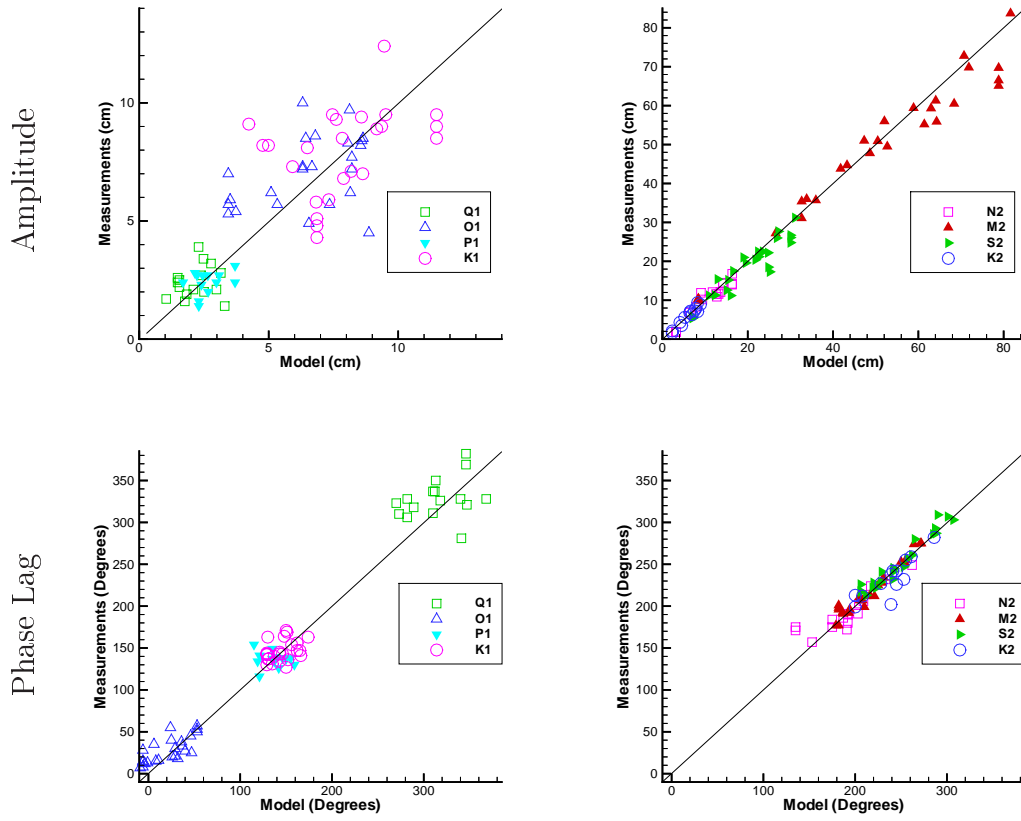 Amplitude
Measurements (cm)
10
5
0
0
5
10
Model (cm)
Q1
O1
P1
K1
Measurements (cm)
80
70
60
50
40
30
20
10
0
0
20
40
60
80
Model (cm)
N2
M2
S2
K2
Phase Lag
Measurements (Degrees)
350
300
250
200
150
100
50
0
0
100
200
300
Model (Degrees)
Q1
O1
P1
K1
Measurements (Degrees)
350
300
250
200
150
100
50
0
0
100
200
300
Model (Degrees)
N2
M2
S2
K2